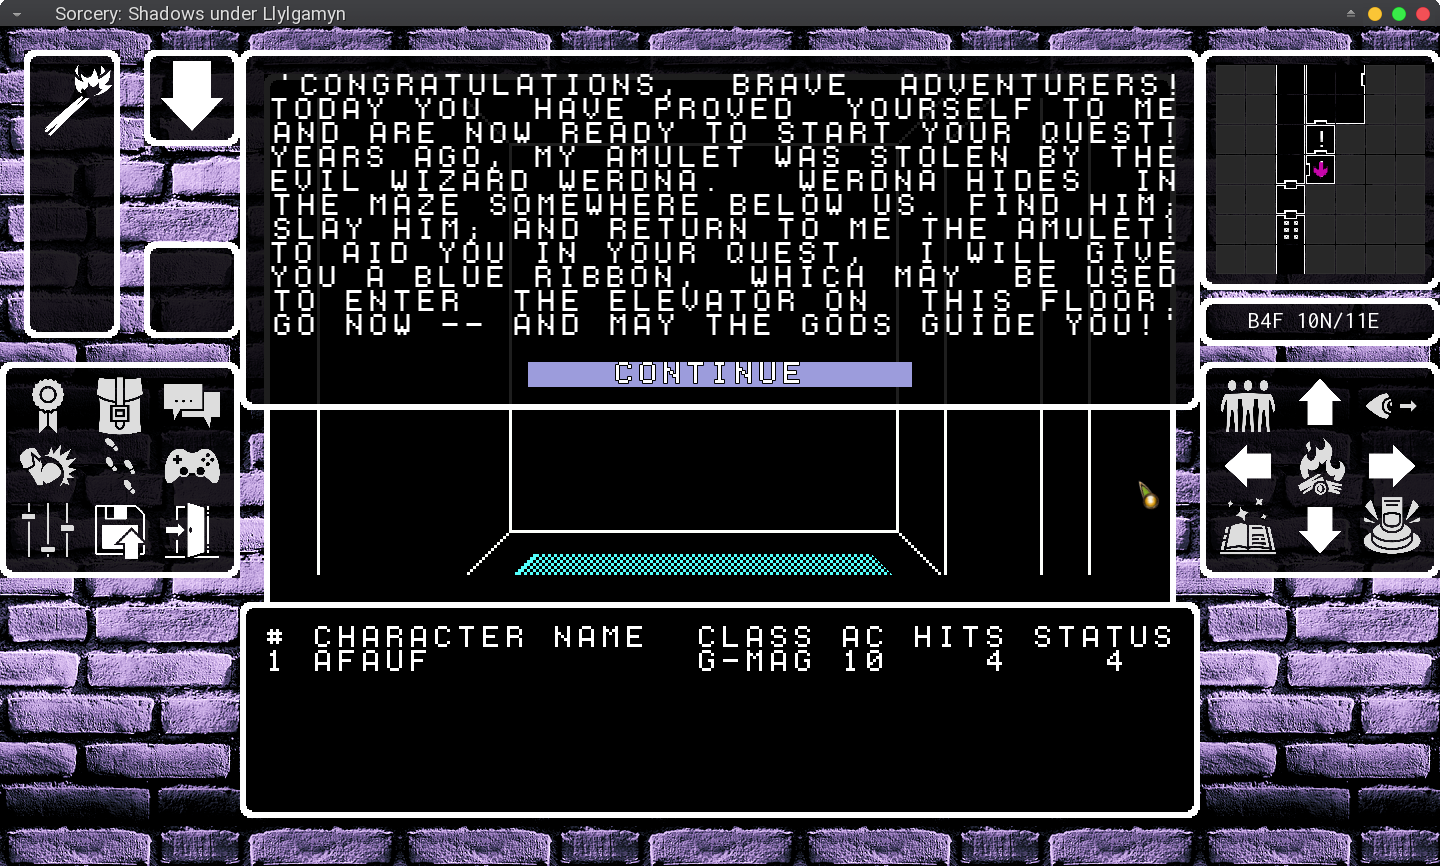 Sorcery: Shadows under Llylgamyn
'CONGRATULATIONS, BRAVE ADVENTURERS!
TODAY YOU HAVE PROVED YOURSELF TO ME
AND ARE NOW READY TO START YOUR QUEST!
YEARS AGO, MY AMULET WAS STOLEN BY THE
EVIL WIZARD WERDNA. WERDNA HIDES IN
THE MAZE SOMEWHERE BELOW US. FIND HIM;
SLAY HIM; AND RETURN TO ME THE AMULET!
TO AID YOU IN YOUR QUEST, I WILL GIVE
YOU A BLUE RIBBON, WHICH MAY BE USED
TO ENTER THE ELEVATOR ON THIS FLOOR.
GO NOW -- AND MAY THE GODS GUIDE YOU!'
CONTINUE
!
B4F 10N/11E
# CHARACTER NAME CLASS AC HITS STATUS
1 AFAUF G-MAG 10 4 4